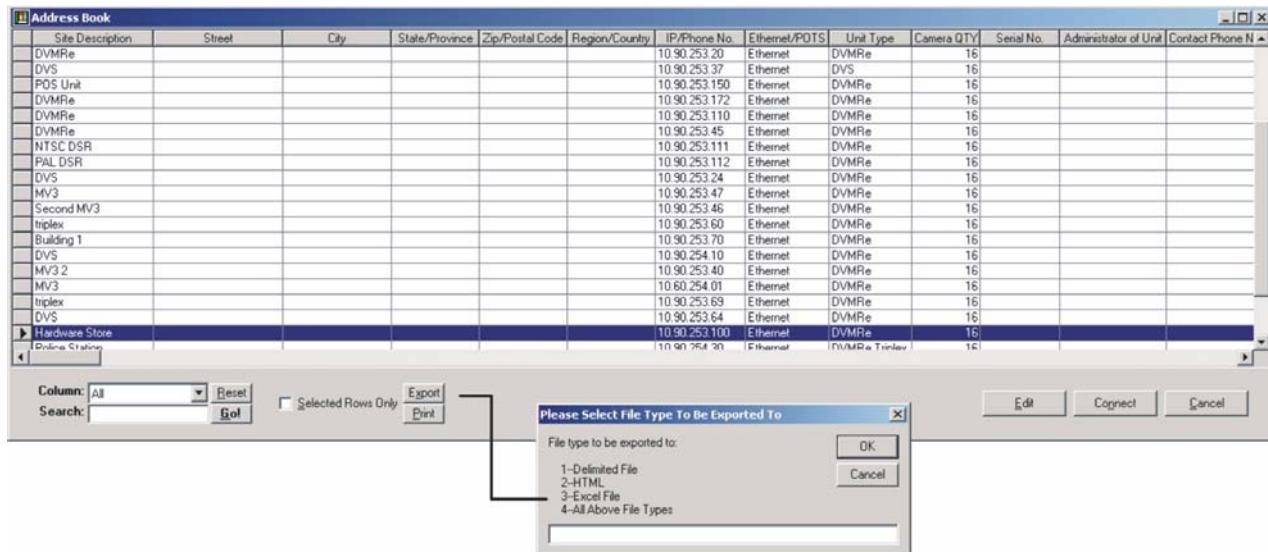 Address Book
Site Description Street City State/Province Zip/Postal Code Region/Country IP/Phone No. Ethernet/POTS Unit Type Camera QTY Serial No. Administrator of Unit Contact Phone N
DVMRe 10.90.253.20 Ethernet DVMRe 16
DVS 10.90.253.37 Ethernet DVS 16
POS Unit 10.90.253.150 Ethernet DVMRe 16
DVMRe 10.90.253.172 Ethernet DVMRe 16
DVMRe 10.90.253.110 Ethernet DVMRe 16
DVMRe 10.90.253.45 Ethernet DVMRe 16
NTSC DSR 10.90.253.111 Ethernet DVMRe 16
PAL DSR 10.90.253.112 Ethernet DVMRe 16
DVS 10.90.253.24 Ethernet DVMRe 16
MV3 10.90.253.47 Ethernet DVMRe 16
Second MV3 10.90.253.46 Ethernet DVMRe 16
triplex 10.90.253.60 Ethernet DVMRe 16
Building 1 10.90.253.70 Ethernet DVMRe 16
DVS 10.90.254.10 Ethernet DVMRe 16
MV3 2 10.90.253.40 Ethernet DVMRe 16
MV3 10.60.254.01 Ethernet DVMRe 16
triplex 10.90.253.69 Ethernet DVMRe 16
DVS 10.90.253.64 Ethernet DVMRe 16
Hardware Store 10.90.253.100 Ethernet DVMRe 16
Police Station 10.90.254.30 Ethernet DVMRe Triplex 16
Column: All Reset
Search: Go!
Selected Rows Only
Export
Print
Edit Connect Cancel
Please Select File Type To Be Exported To
File type to be exported to:
1--Delimited File
2--HTML
3--Excel File
4--All Above File Types
OK
Cancel